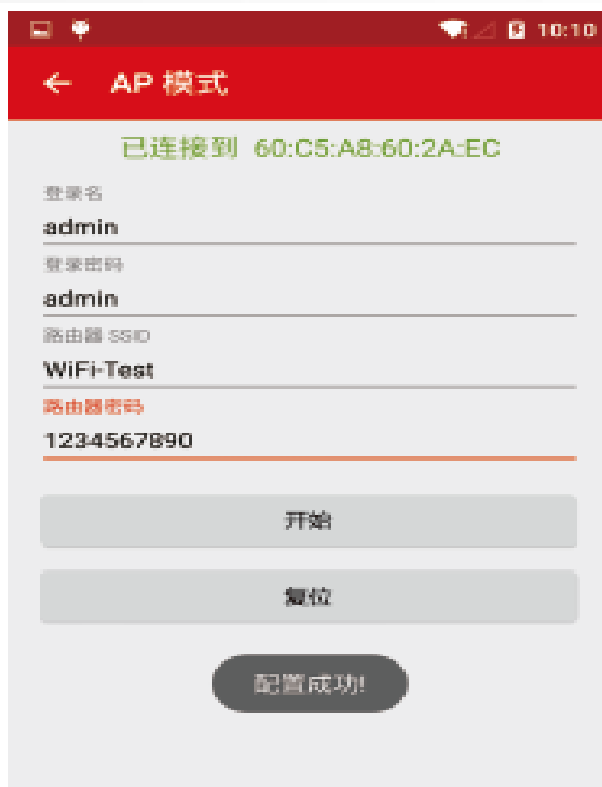 10:10
AP 模式
已连接到 60:C5:A8:60:2A:EC
登录名
admin
登录密码
admin
路由器 SSID
WiFi-Test
路由器密码
1234567890
开始
复位
配置成功!